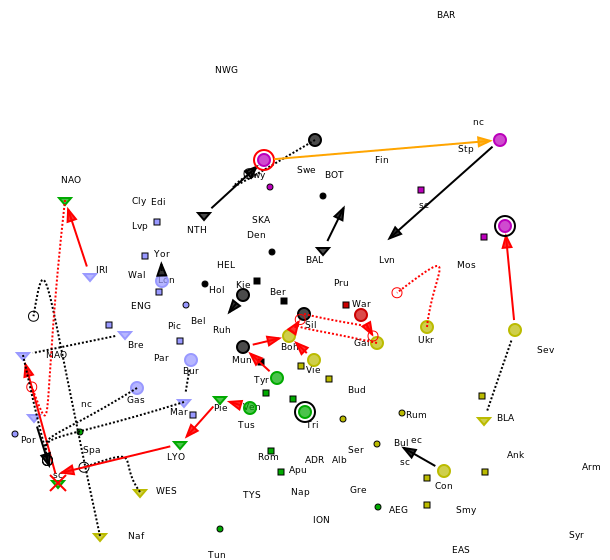 BAR
NWG
nc
Stp
Fin
Swe
BOT
NAO
Cly Edi
sc
SKA
Lvp
NTH
Den
BAL
Lvn
Mos
Yor
HEL
IRI
Wal
Lon
Kie
Pru
Hol
Ber
ENG
War
Bel
Sil
Pic
Ruh
Ukr
Bre
Gal
Boh
Sev
MAO
Par
Mun
Vie
Bur
Tyr
Bud
Gas
nc
Mar
Pie
Ven
Rum
BLA
Tus
Tri
Por
Bul ec
Spa
LYO
Ser
Rom
ADR Alb
sc
Ank
sc
Apu
Arm
WES
TYS
Nap
Gre
Con
AEG
Smy
ION
Naf
Syr
Tun
EAS